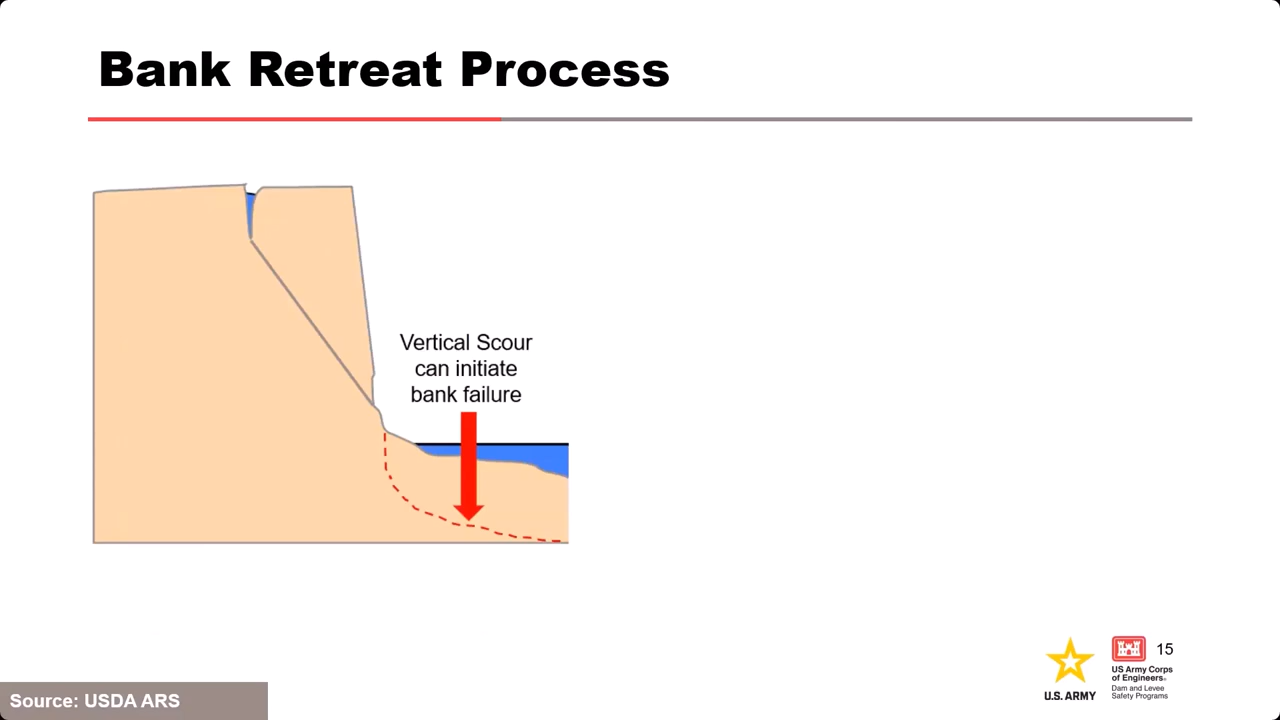 Bank Retreat Process
Vertical Scour
can initiate
bank failure
15
U.S. ARMY
US Army Corps
of Engineers®
Dam and Levee
Safety Programs
Source: USDA ARS